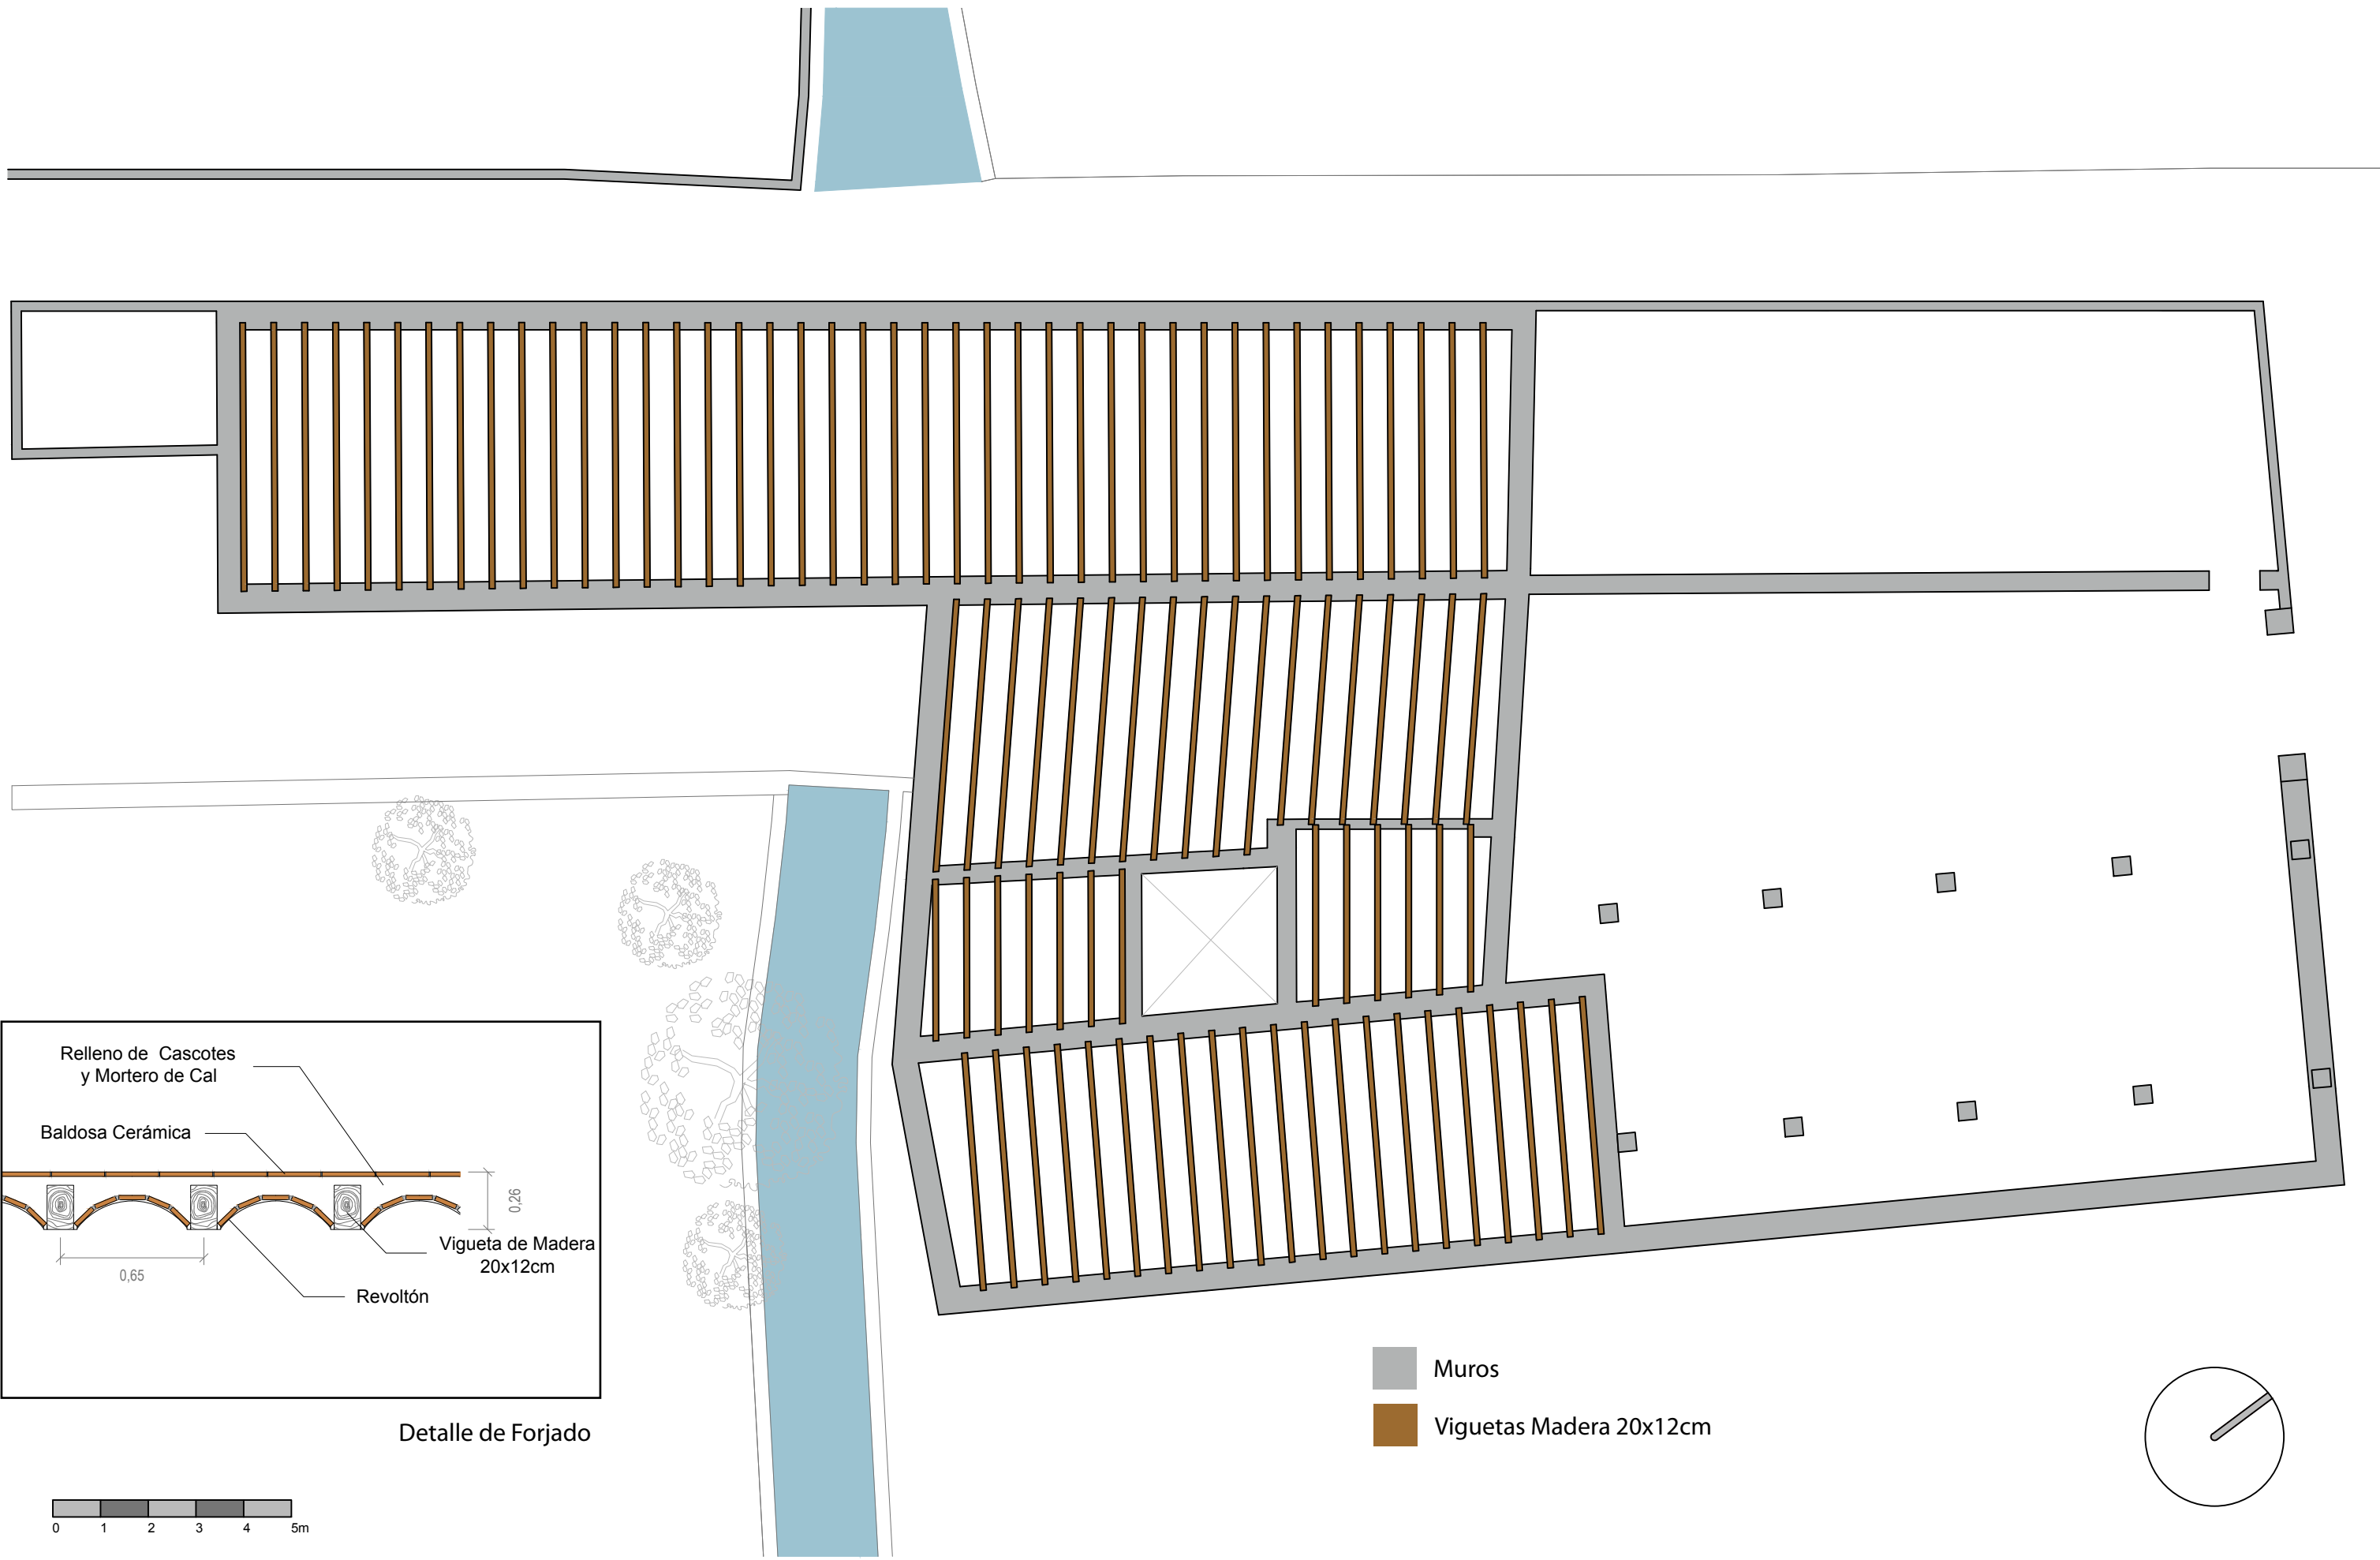 Relleno de Cascotes
y Mortero de Cal
Baldosa Cerámica
0,26
Vigueta de Madera
20x12cm
0,65
Revoltón
Detalle de Forjado
Muros
Viguetas Madera 20x12cm
0 1 2 3 4 5m